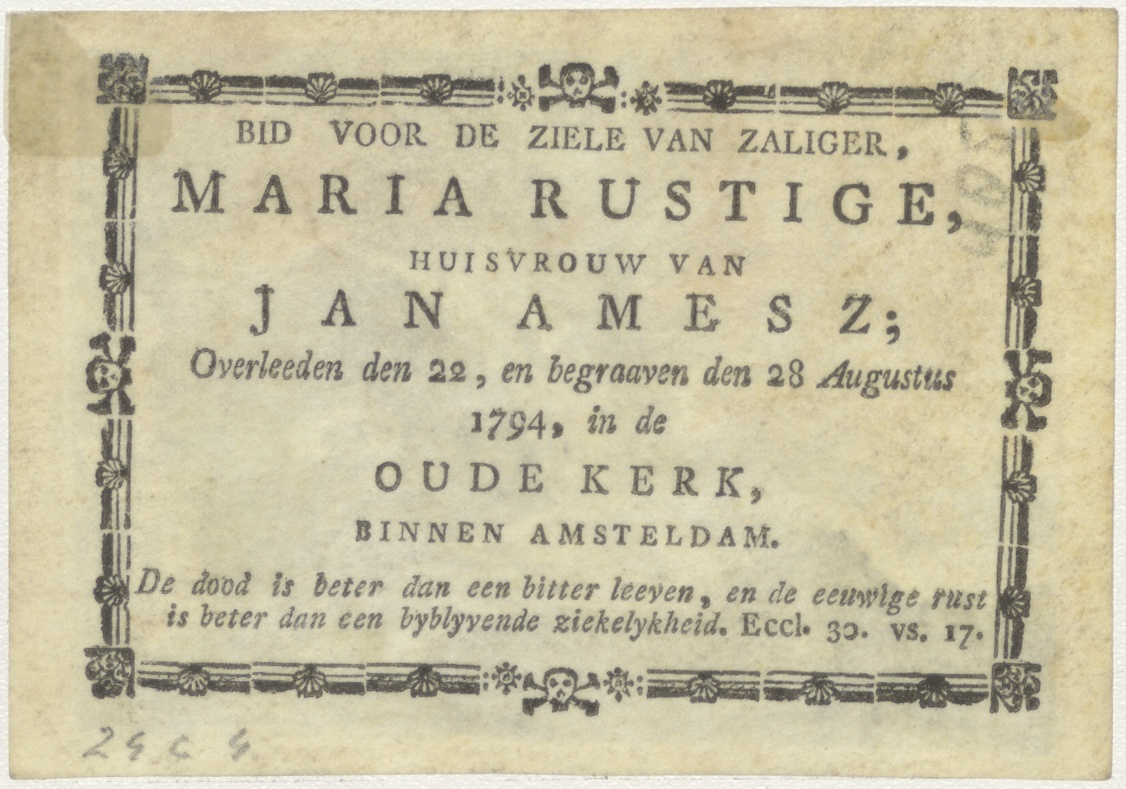 BID VOOR DE ZIELE VAN ZALIGER,
MARIA RUSTIGE,
HUISVROUW VAN
JAN AMESZ;
Overleeden den 22, en begraaven den 28 Augustus
1794, in de
OUDE KERK,
BINNEN AMSTELDAM.
De dood is beter dan een bitter leeven, en de eeuwige rust
is beter dan een byblyvende ziekelykheid. Eccl. 30. vs. 17.